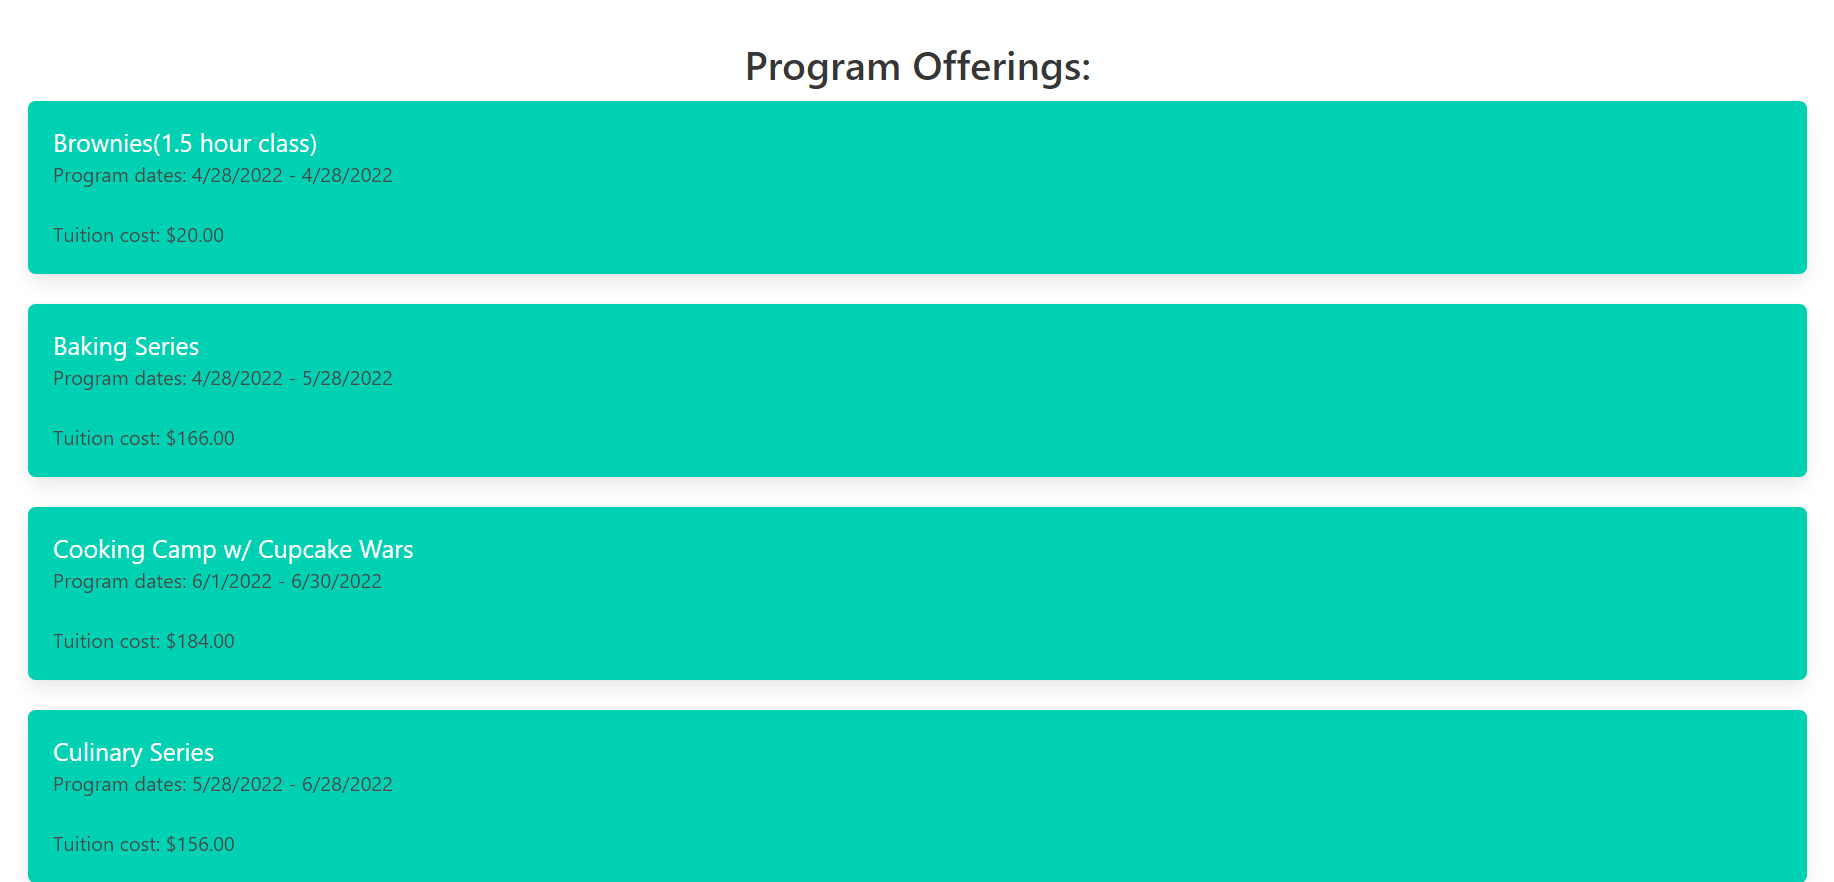 Program Offerings:
Brownies(1.5 hour class)
Program dates: 4/28/2022 - 4/28/2022
Tuition cost: $20.00
Baking Series
Program dates: 4/28/2022 - 5/28/2022
Tuition cost: $166.00
Cooking Camp w/ Cupcake Wars
Program dates: 6/1/2022 - 6/30/2022
Tuition cost: $184.00
Culinary Series
Program dates: 5/28/2022 - 6/28/2022
Tuition cost: $156.00